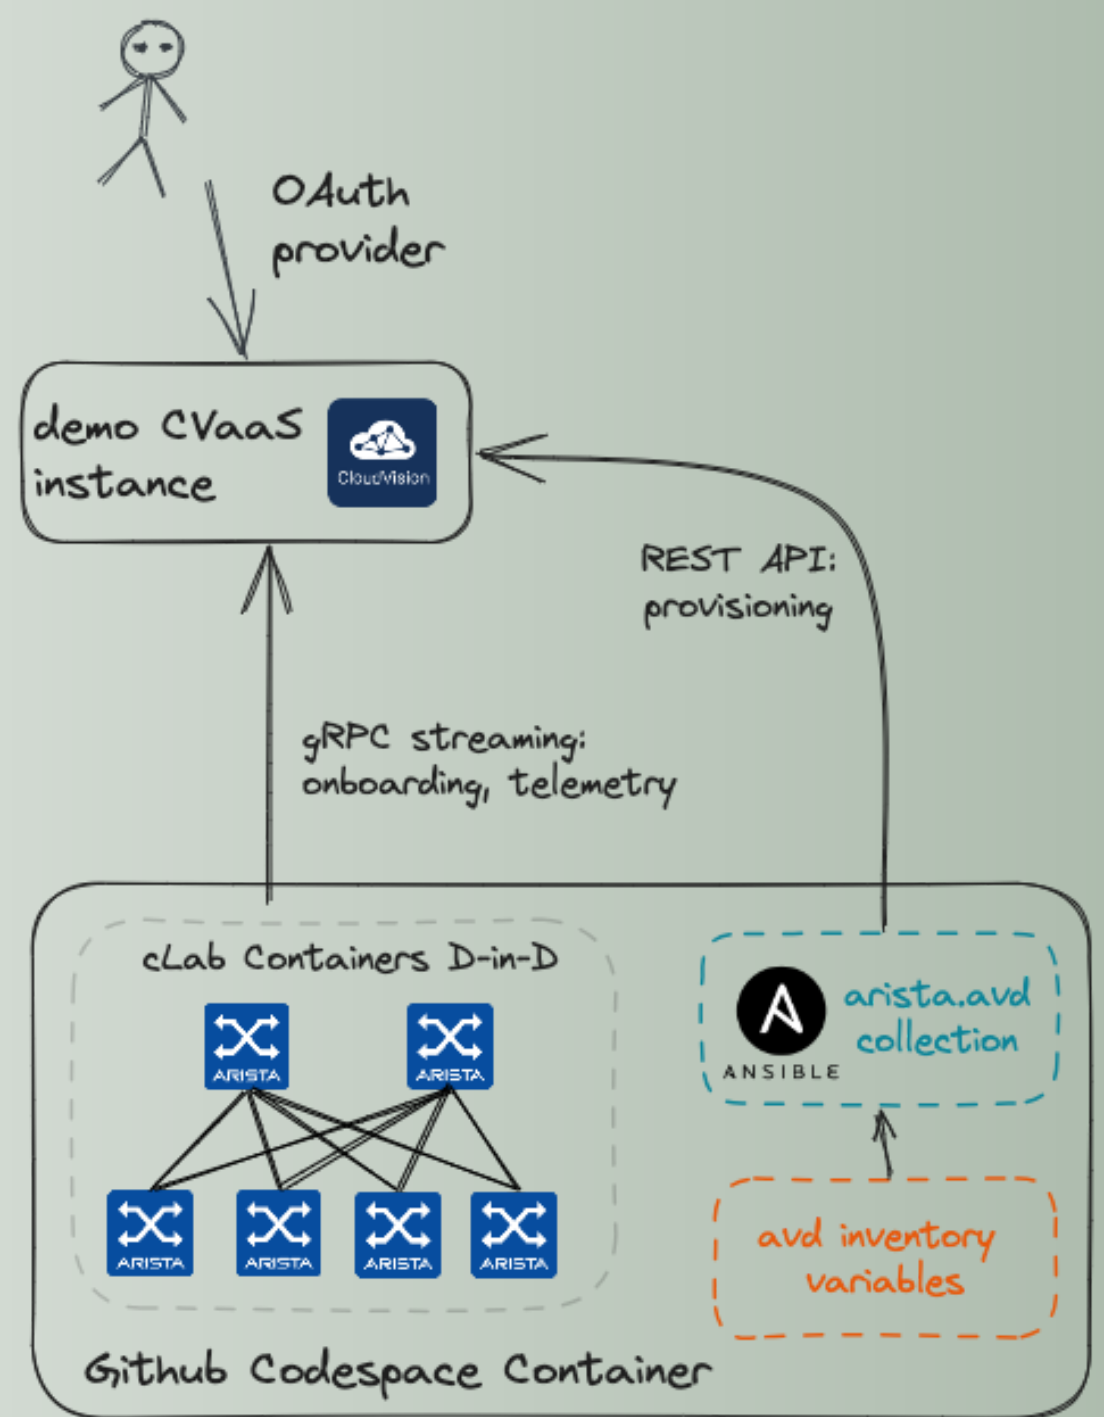 OAuth
provider
demo CVaaS
instance
CloudVision
REST API:
provisioning
gRPC streaming:
onboarding, telemetry
cLab Containers D-in-D
ARISTA
ARISTA
ARISTA
ARISTA
ARISTA
ARISTA
ANSIBLE
arista.avd
collection
avd inventory
variables
Github Codespace Container